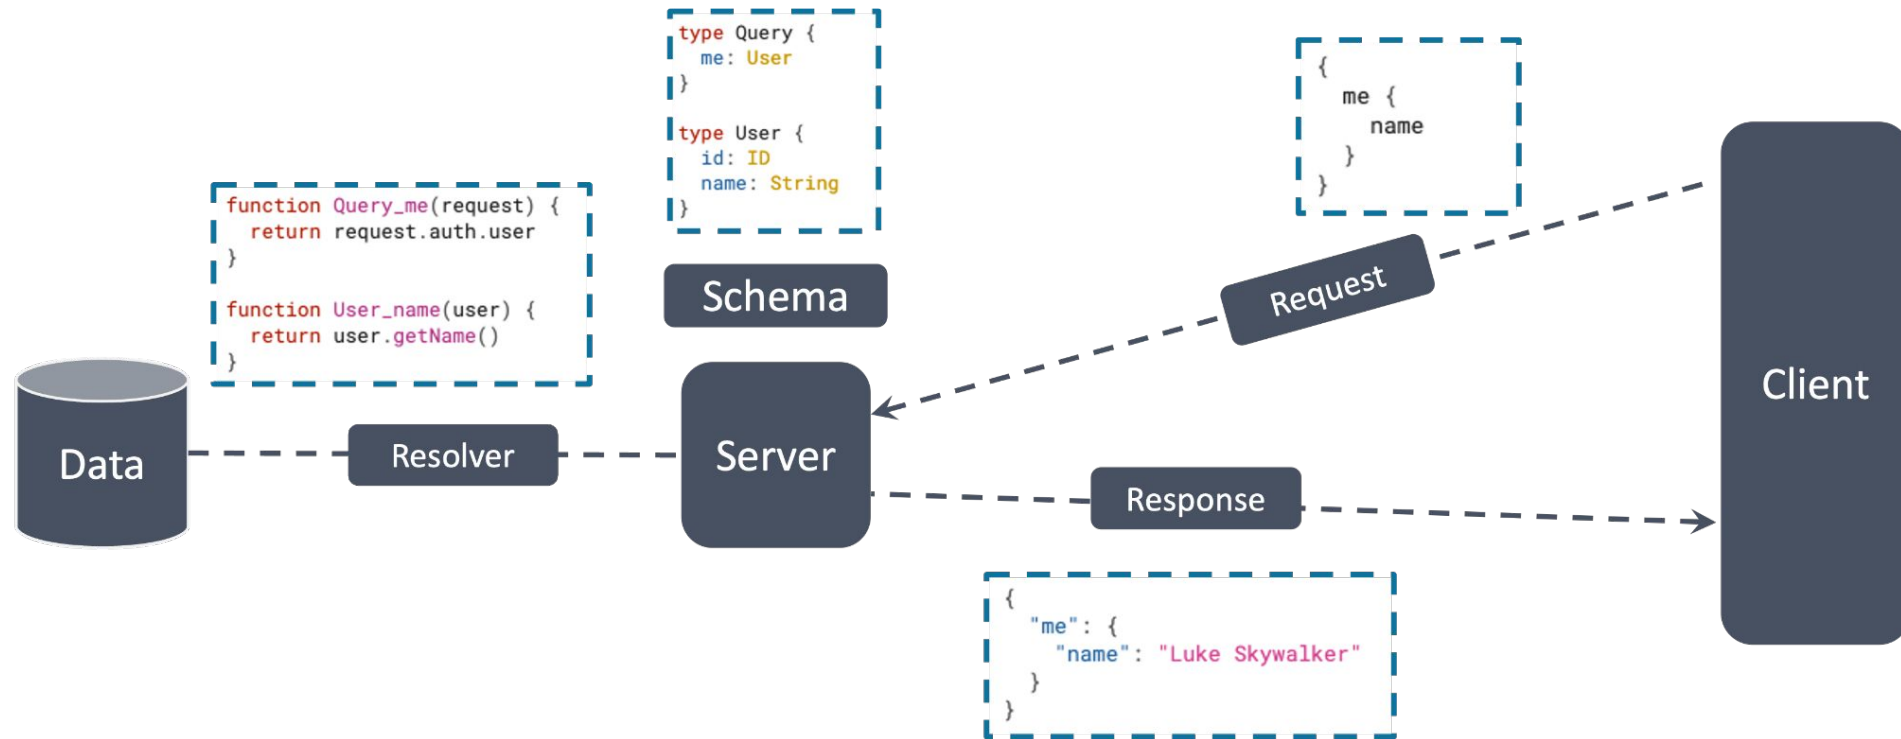 type Query {
  me: User
}
type User {
  id: ID
  name: String
}
Schema
function Query_me(request) {
  return request.auth.user
}
function User_name(user) {
  return user.getName()
}
Data
Resolver
Server
{
  me {
    name
  }
}
Request
Client
Response
{
  "me": {
    "name": "Luke Skywalker"
  }
}